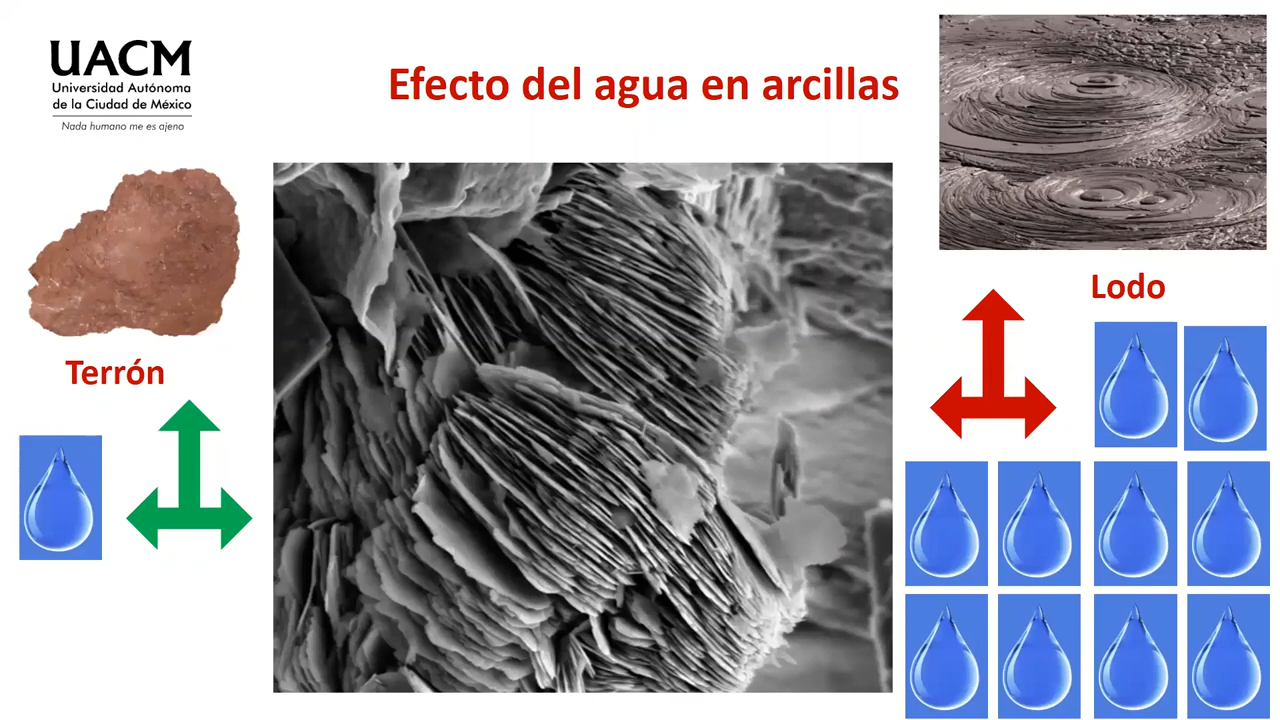 UACM
Universidad Autónoma
de la Ciudad de México
Nada humano me es ajeno
Efecto del agua en arcillas
Terrón
Lodo